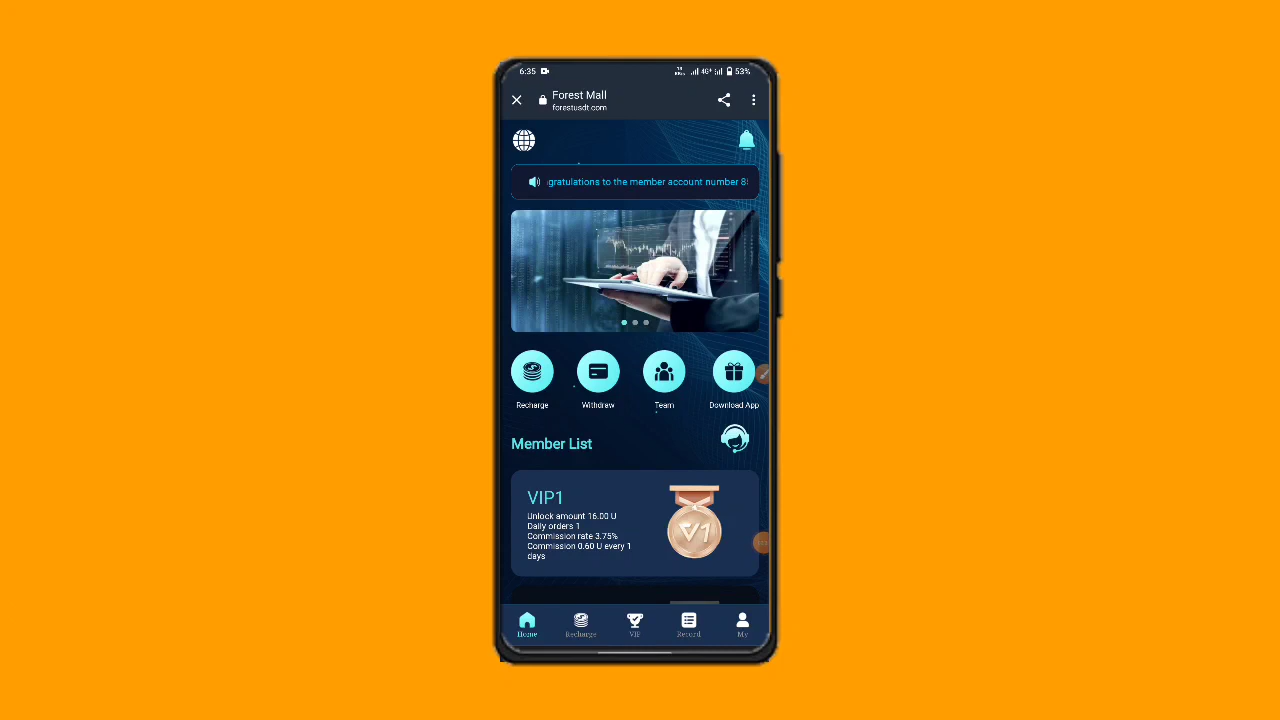 6:35
4G+ 53%
Forest Mall
forestusdt.com
gratulations to the member account number 8
Recharge
Withdraw
Team
Download App
Member List
VIP1
Unlock amount 16.00 U
Daily orders 1
Commission rate 3.75%
Commission 0.60 U every 1
days
V1
Home
Recharge
VIP
Record
My